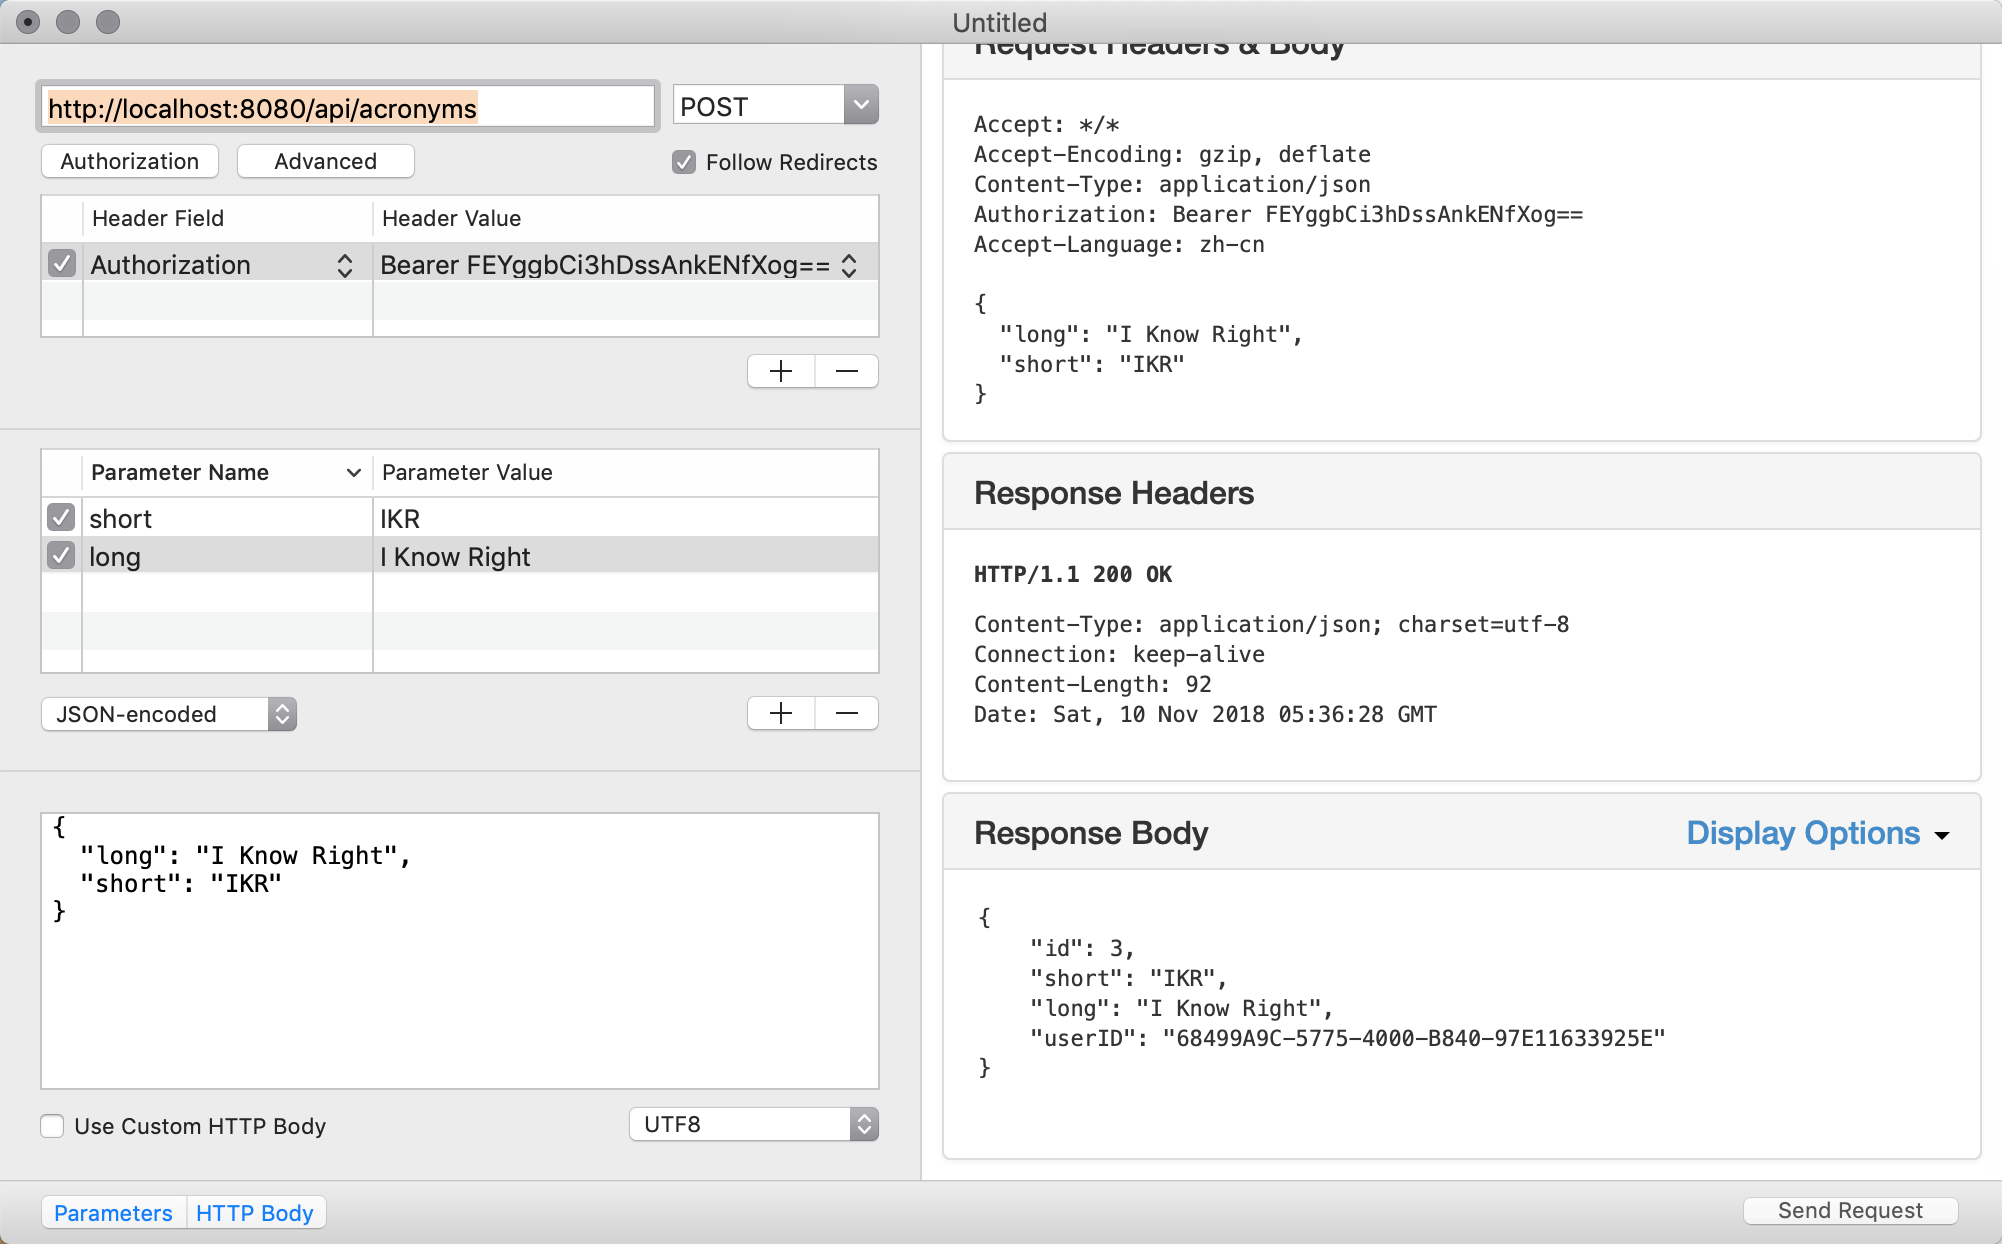 Untitled
http://localhost:8080/api/acronyms
POST
Authorization
Advanced
Follow Redirects
Header Field
Header Value
Authorization
Bearer FEYggbCi3hDssAnkENfXog==
Parameter Name
Parameter Value
short
IKR
long
I Know Right
JSON-encoded
{
"long": "I Know Right",
"short": "IKR"
}
Use Custom HTTP Body
UTF8
Parameters
HTTP Body
Request Headers & Body
Accept: */*
Accept-Encoding: gzip, deflate
Content-Type: application/json
Authorization: Bearer FEYggbCi3hDssAnkENfXog==
Accept-Language: zh-cn
{
"long": "I Know Right",
"short": "IKR"
}
Response Headers
HTTP/1.1 200 OK
Content-Type: application/json; charset=utf-8
Connection: keep-alive
Content-Length: 92
Date: Sat, 10 Nov 2018 05:36:28 GMT
Response Body
Display Options
{
"id": 3,
"short": "IKR",
"long": "I Know Right",
"userID": "68499A9C-5775-4000-B840-97E11633925E"
}
Send Request